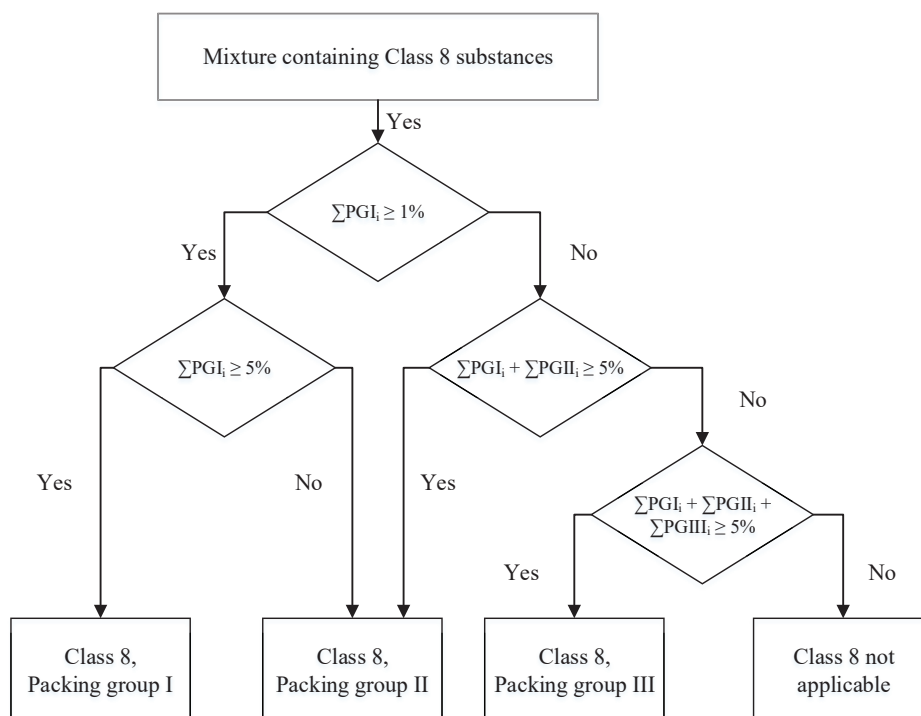 Mixture containing Class 8 substances
Yes
∑PGIᵢ ≥ 1%
Yes
No
∑PGIᵢ ≥ 5%
∑PGIᵢ + ∑PGIIᵢ ≥ 5%
No
Yes
No
Yes
∑PGIᵢ + ∑PGIIᵢ +
∑PGIIIᵢ ≥ 5%
Yes
No
Class 8,
Packing group I
Class 8,
Packing group II
Class 8,
Packing group III
Class 8 not
applicable